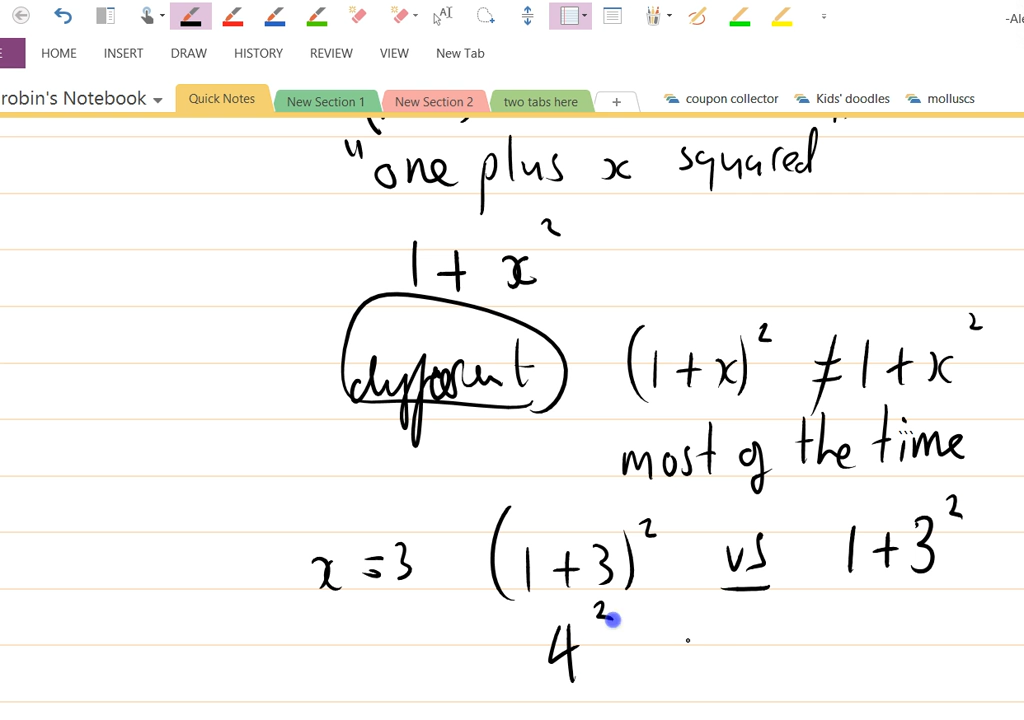 -Ale
HOME INSERT DRAW HISTORY REVIEW VIEW New Tab
robin's Notebook Quick Notes New Section 1 New Section 2 two tabs here + coupon collector Kids' doodles molluscs
"one plus x squared"
1 + x²
different (1+x)² ≠ 1+x²
most of the time
x = 3 (1+3)² vs 1+3²
4²